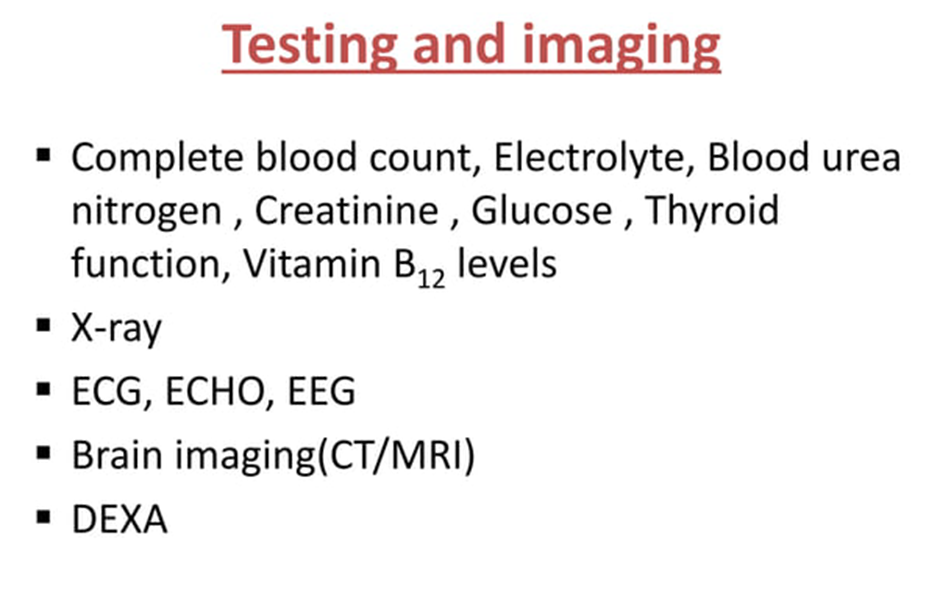 Testing and imaging
▪ Complete blood count, Electrolyte, Blood urea
nitrogen , Creatinine , Glucose , Thyroid
function, Vitamin B₁₂ levels
▪ X-ray
▪ ECG, ECHO, EEG
▪ Brain imaging(CT/MRI)
▪ DEXA